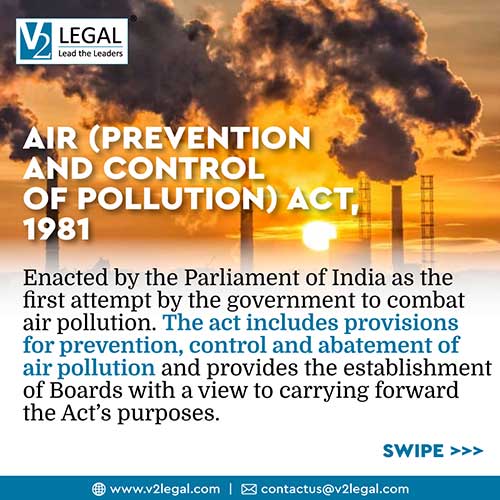 V2
LEGAL®
Lead the Leaders
AIR (PREVENTION
AND CONTROL
OF POLLUTION) ACT,
1981
Enacted by the Parliament of India as the
first attempt by the government to combat
air pollution. The act includes provisions
for prevention, control and abatement of
air pollution and provides the establishment
of Boards with a view to carrying forward
the Act's purposes.
SWIPE >>>
www.v2legal.com | contactus@v2legal.com